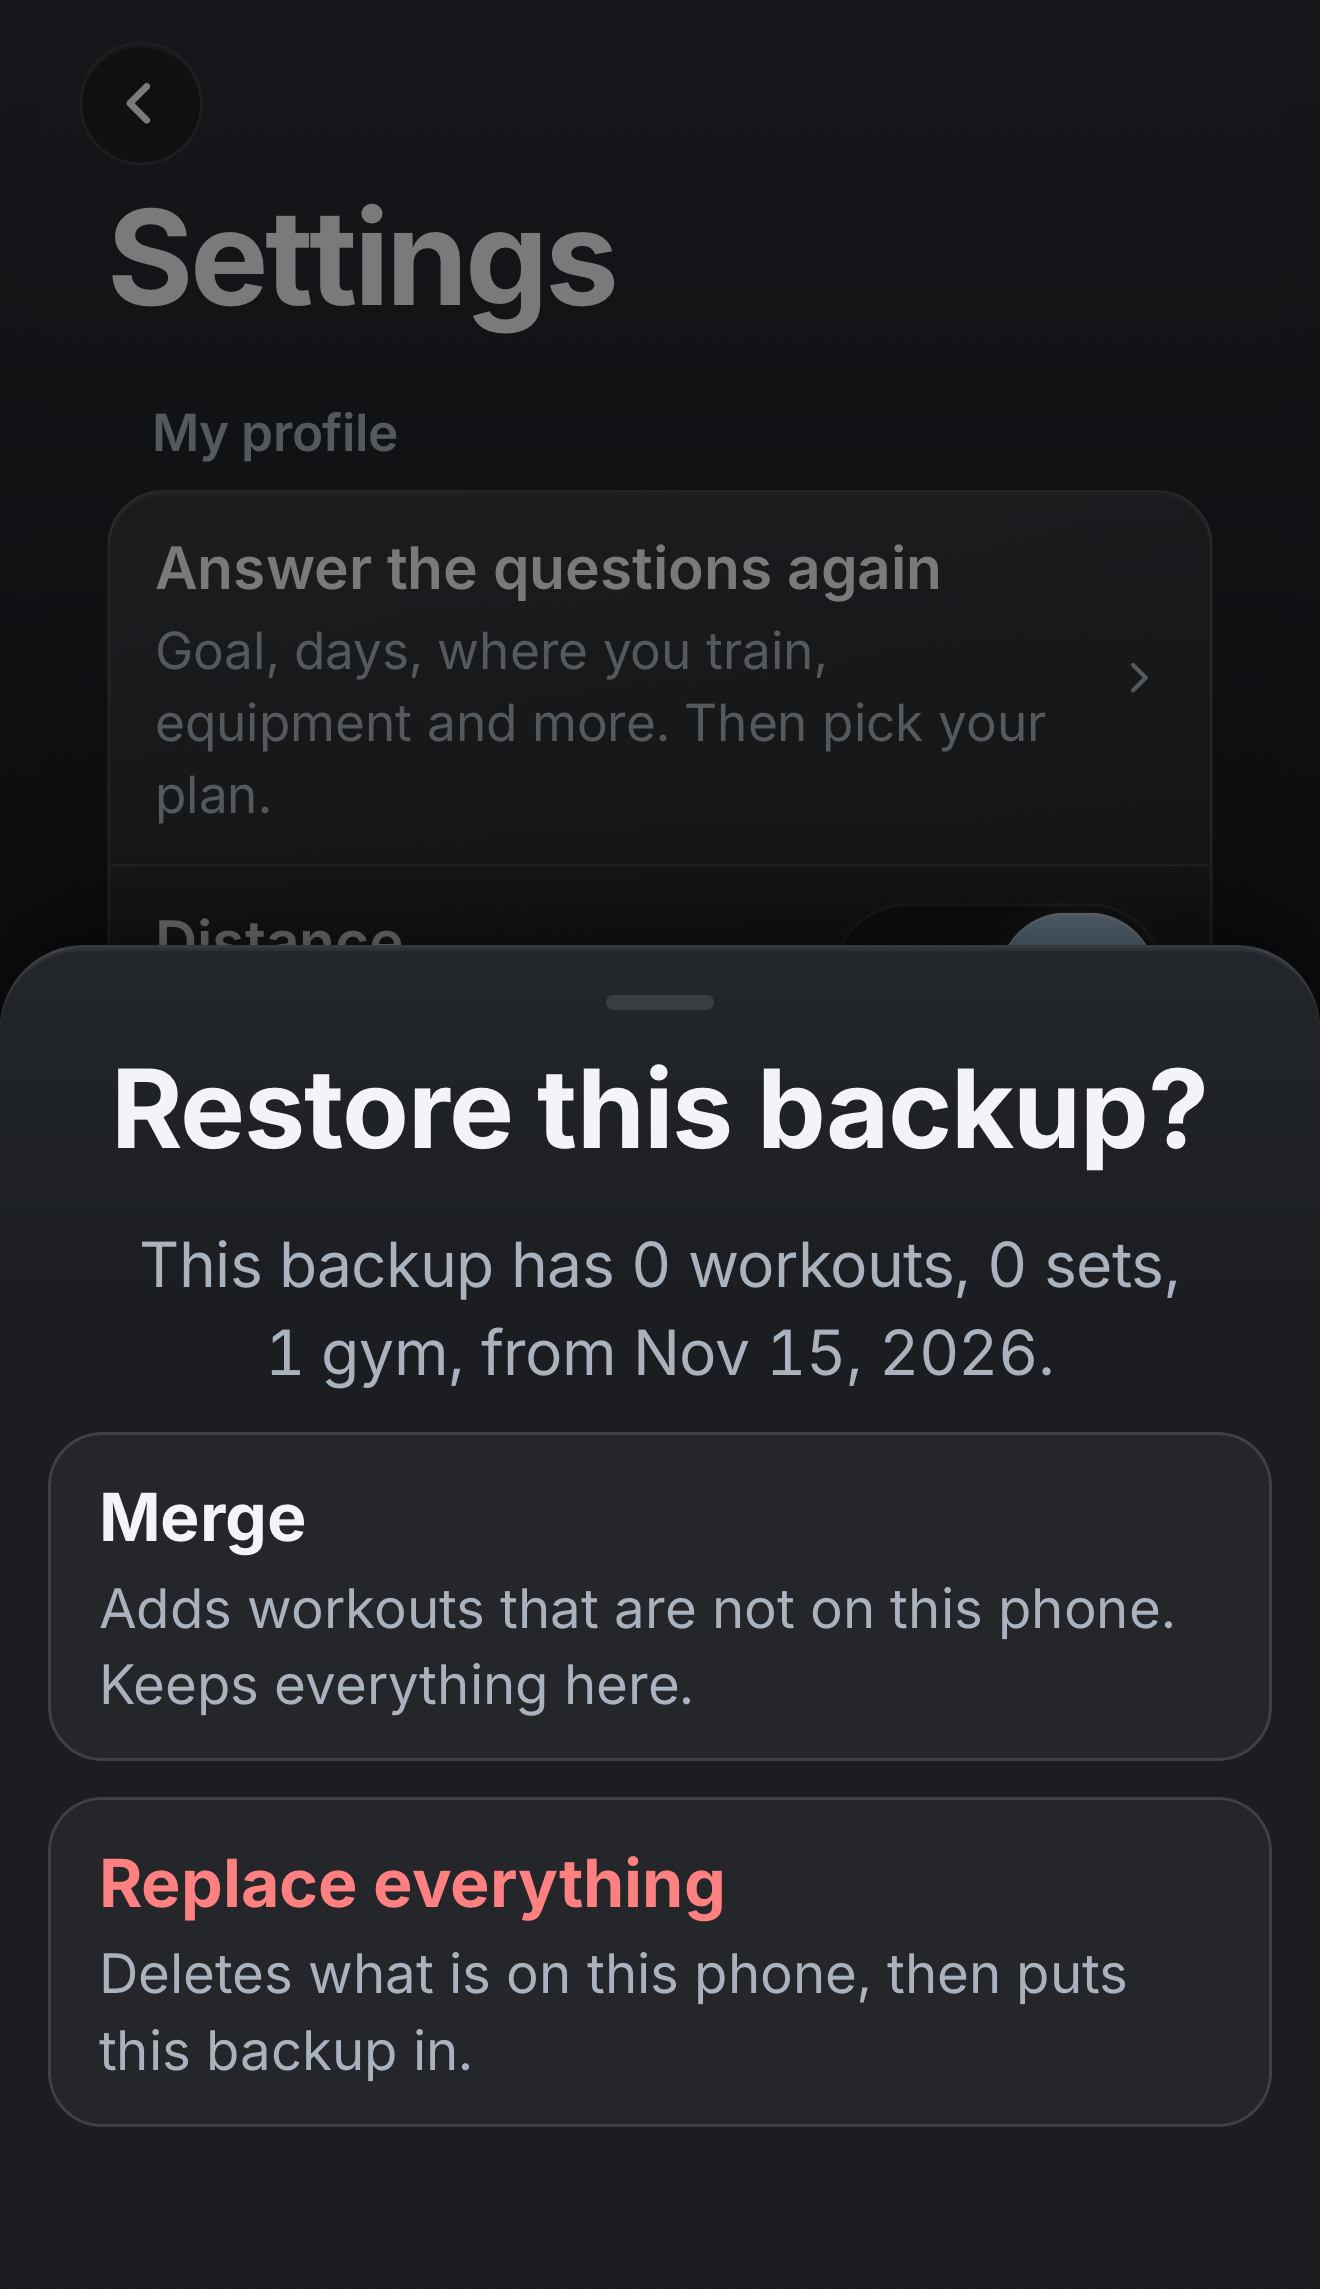 Settings
My profile
Answer the questions again
Goal, days, where you train,
equipment and more. Then pick your
plan.
Distance
Restore this backup?
This backup has 0 workouts, 0 sets,
1 gym, from Nov 15, 2026.
Merge
Adds workouts that are not on this phone.
Keeps everything here.
Replace everything
Deletes what is on this phone, then puts
this backup in.